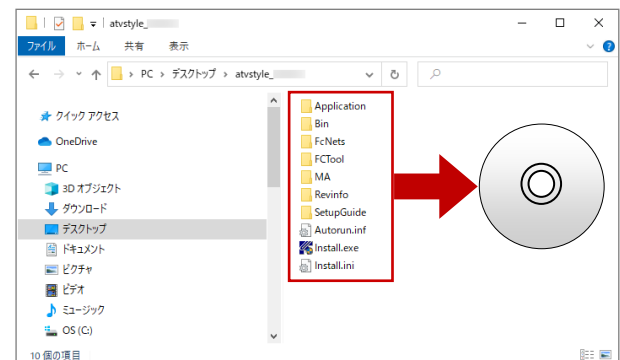 atvstyle_
ファイル ホーム 共有 表示
PC デスクトップ atvstyle_
クイック アクセス
OneDrive
PC
3D オブジェクト
ダウンロード
デスクトップ
ドキュメント
ピクチャ
ビデオ
ミュージック
OS (C:)
Application
Bin
FcNets
FCTool
MA
Revinfo
SetupGuide
Autorun.inf
Install.exe
Install.ini
10 個の項目